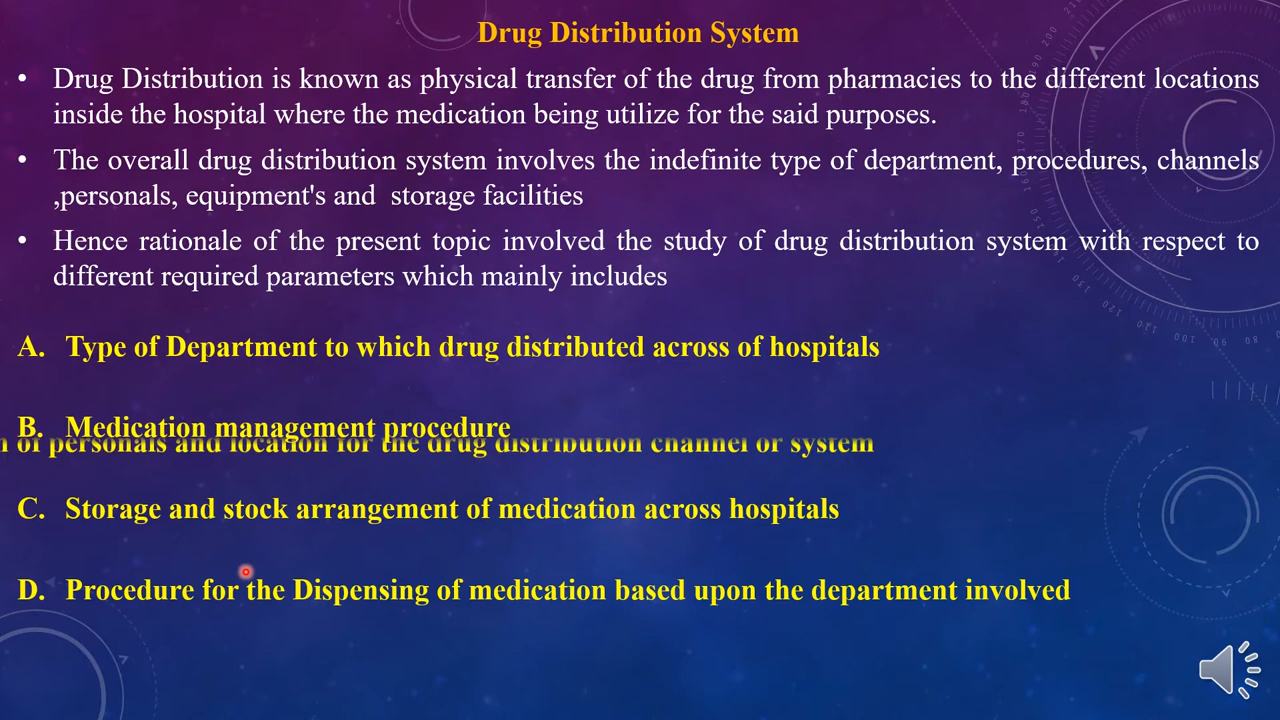 Drug Distribution System
• Drug Distribution is known as physical transfer of the drug from pharmacies to the different locations
inside the hospital where the medication being utilize for the said purposes.
• The overall drug distribution system involves the indefinite type of department, procedures, channels
,personals, equipment's and storage facilities
• Hence rationale of the present topic involved the study of drug distribution system with respect to
different required parameters which mainly includes
A. Type of Department to which drug distributed across of hospitals
B. Medication management procedure
of personals and location for the drug distribution channel or system
C. Storage and stock arrangement of medication across hospitals
D. Procedure for the Dispensing of medication based upon the department involved